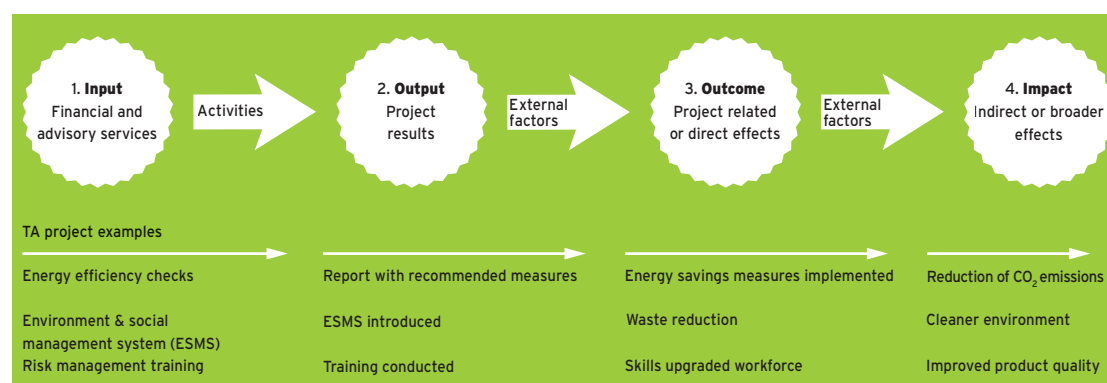 1. Input
Financial and
advisory services
Activities
2. Output
Project
results
External
factors
3. Outcome
Project related
or direct effects
External
factors
4. Impact
Indirect or broader
effects
TA project examples
Energy efficiency checks
Report with recommended measures
Energy savings measures implemented
Reduction of CO₂ emissions
Environment & social
management system (ESMS)
ESMS introduced
Waste reduction
Cleaner environment
Risk management training
Training conducted
Skills upgraded workforce
Improved product quality